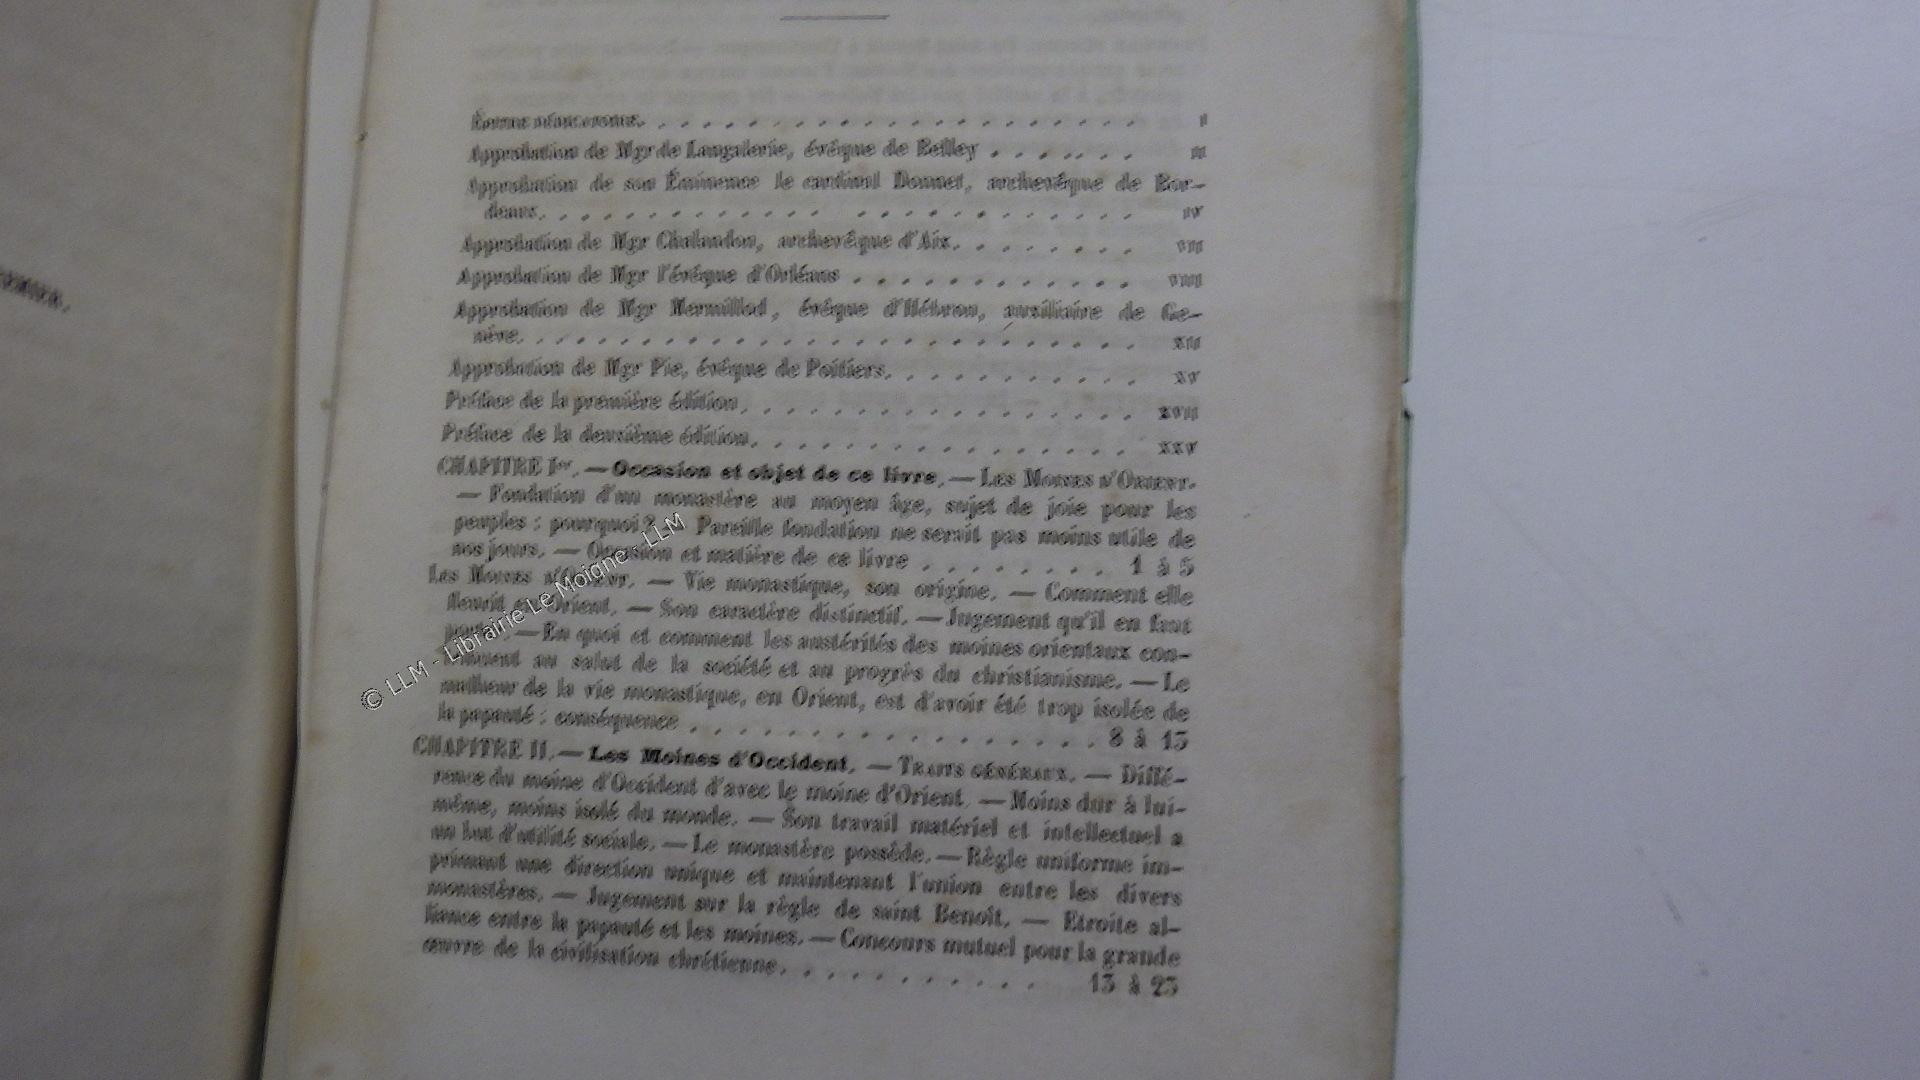 Approbation de Mgr de Langalerie, évêque de Belley . . . . . . . III
Approbation de son Éminence le cardinal Donnet, archevêque de Bor-
deaux. . . . . . . . . . . . . . . . . . . . . . . . IV
Approbation de Mgr Chalandon, archevêque d'Aix. . . . . . . . VII
Approbation de Mgr l'évêque d'Orléans . . . . . . . . . . . VIII
Approbation de Mgr Mermillod, évêque d'Hébron, auxiliaire de Ge-
nève. . . . . . . . . . . . . . . . . . . . . . . . . XII
Approbation de Mgr Pie, évêque de Poitiers. . . . . . . . . . XV
Préface de la première édition. . . . . . . . . . . . . . . XVII
Préface de la deuxième édition. . . . . . . . . . . . . . . XXV
CHAPITRE Ier. — Occasion et objet de ce livre. — Les Moines d'Orient.
— Fondation d'un monastère au moyen âge, sujet de joie pour les
peuples : pourquoi ? Pareille fondation ne serait pas moins utile de
nos jours. — Occasion et matière de ce livre . . . . . . . . . 1 à 5
Les Moines d'Orient. — Vie monastique, son origine. — Comment elle
fleurit en Orient. — Son caractère distinctif. — Jugement qu'il en faut
porter. — En quoi et comment les austérités des moines orientaux con-
au salut de la société et au progrès du christianisme. — Le
malheur de la vie monastique, en Orient, est d'avoir été trop isolée de
la papauté : conséquence . . . . . . . . . . . . . . . . . 8 à 13
CHAPITRE II. — Les Moines d'Occident. — Traits généraux. — Diffé-
rence du moine d'Occident d'avec le moine d'Orient. — Moins dur à lui-
même, moins isolé du monde. — Son travail matériel et intellectuel a
un but d'utilité sociale. — Le monastère possède. — Règle uniforme im-
primant une direction unique et maintenant l'union entre les divers
monastères. — Jugement sur la règle de saint Benoît. — Etroite al-
liance entre la papauté et les moines. — Concours mutuel pour la grande
œuvre de la civilisation chrétienne. . . . . . . . . . . . 13 à 23
© LLM - Librairie Le Moigne - LLM